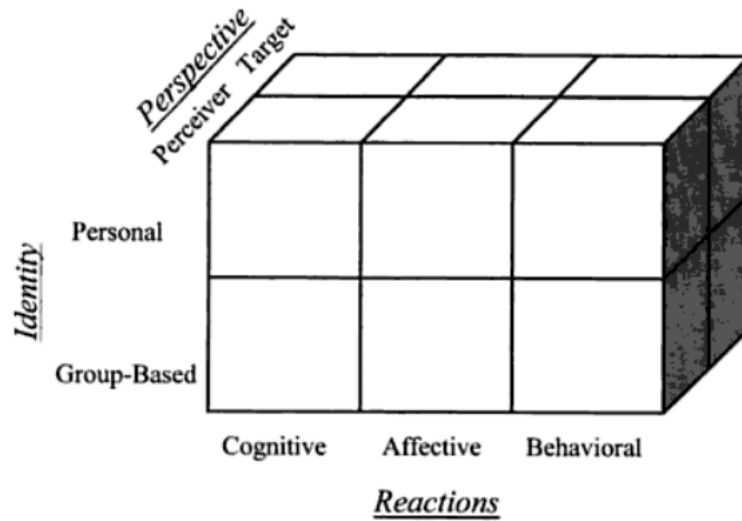 Perspective
Perceiver Target
Personal
Identity
Group-Based
Cognitive Affective Behavioral
Reactions